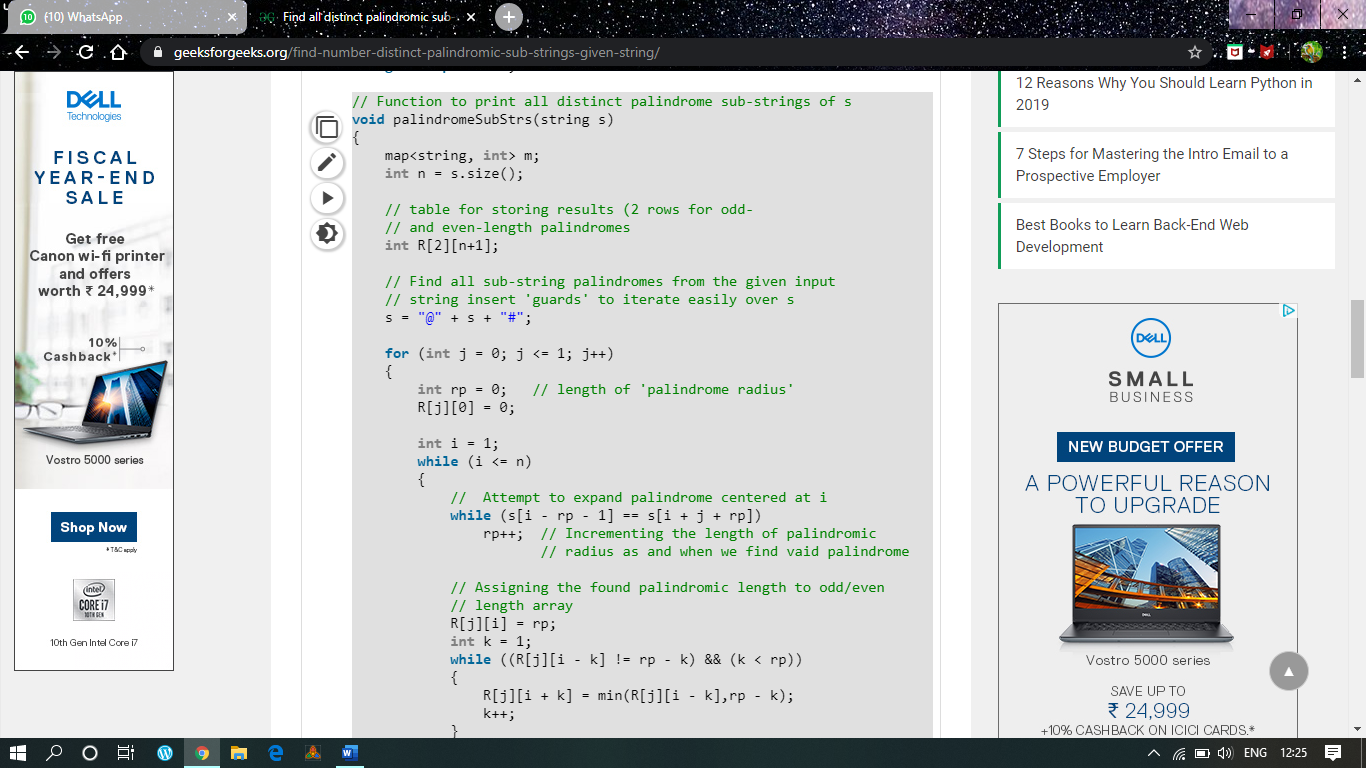 (10) WhatsApp
Find all distinct palindromic sub
geeksforgeeks.org/find-number-distinct-palindromic-sub-strings-given-string/
DELL
Technologies
FISCAL
YEAR-END
SALE
Get free
Canon wi-fi printer
and offers
worth ₹ 24,999*
10%
Cashback*
Vostro 5000 series
Shop Now
*T&C apply
intel
CORE i7
10TH GEN
10th Gen Intel Core i7
// Function to print all distinct palindrome sub-strings of s
void palindromeSubStrs(string s)
{
map<string, int> m;
int n = s.size();
// table for storing results (2 rows for odd-
// and even-length palindromes
int R[2][n+1];
// Find all sub-string palindromes from the given input
// string insert 'guards' to iterate easily over s
s = "@" + s + "#";
for (int j = 0; j <= 1; j++)
{
int rp = 0; // length of 'palindrome radius'
R[j][0] = 0;
int i = 1;
while (i <= n)
{
// Attempt to expand palindrome centered at i
while (s[i - rp - 1] == s[i + j + rp])
rp++; // Incrementing the length of palindromic
// radius as and when we find vaid palindrome
// Assigning the found palindromic length to odd/even
// length array
R[j][i] = rp;
int k = 1;
while ((R[j][i - k] != rp - k) && (k < rp))
{
R[j][i + k] = min(R[j][i - k],rp - k);
k++;
}
12 Reasons Why You Should Learn Python in
2019
7 Steps for Mastering the Intro Email to a
Prospective Employer
Best Books to Learn Back-End Web
Development
DELL
SMALL
BUSINESS
NEW BUDGET OFFER
A POWERFUL REASON
TO UPGRADE
Vostro 5000 series
SAVE UP TO
₹ 24,999
+10% CASHBACK ON ICICI CARDS.*
ENG 12:25